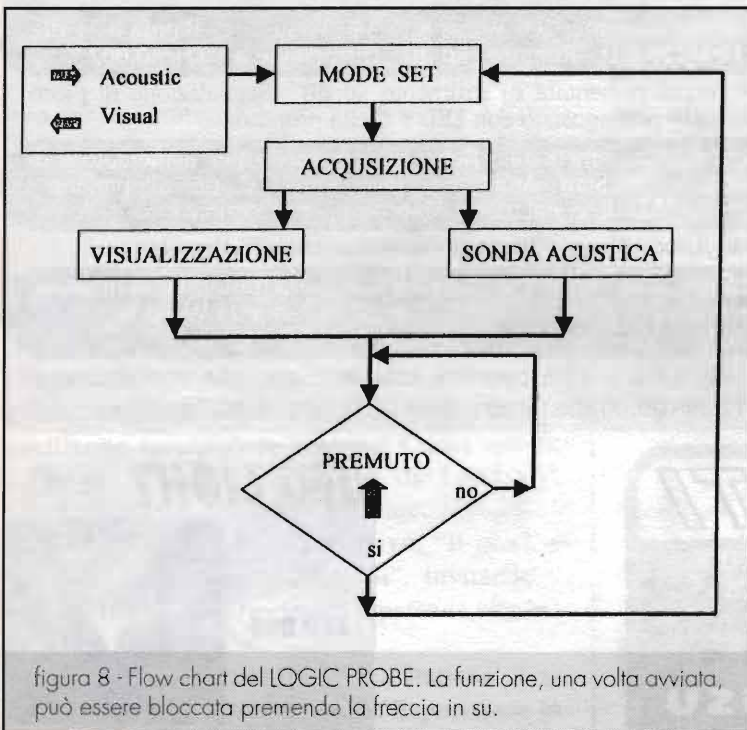 Acoustic
Visual
MODE SET
ACQUSIZIONE
VISUALIZZAZIONE
SONDA ACUSTICA
PREMUTO
no
si
figura 8 - Flow chart del LOGIC PROBE. La funzione, una volta avviata,
può essere bloccata premendo la freccia in su.